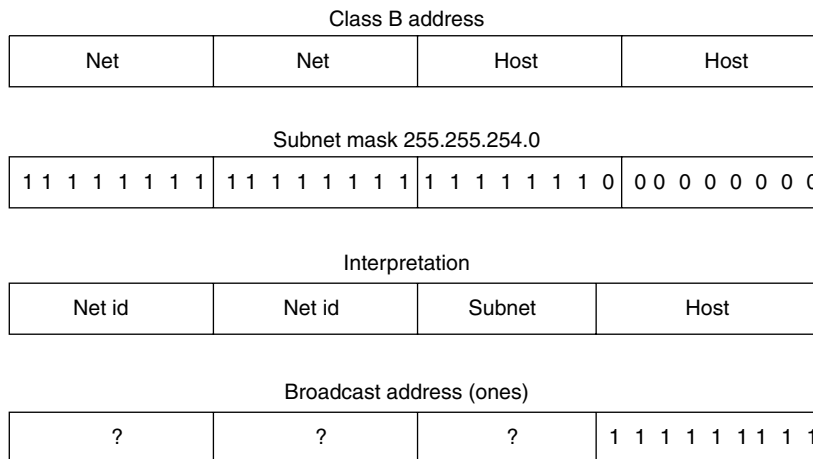 Class B address
Net Net Host Host
Subnet mask 255.255.254.0
1 1 1 1 1 1 1 1 1 1 1 1 1 1 1 1 1 1 1 1 1 1 1 0 0 0 0 0 0 0 0 0
Interpretation
Net id Net id Subnet Host
Broadcast address (ones)
? ? ? 1 1 1 1 1 1 1 1 1